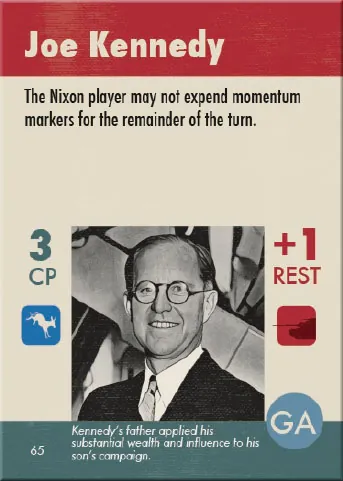 Joe Kennedy
The Nixon player may not expend momentum
markers for the remainder of the turn.
3
CP
+1
REST
GA
Kennedy's father applied his
substantial wealth and influence to his
son's campaign.
65